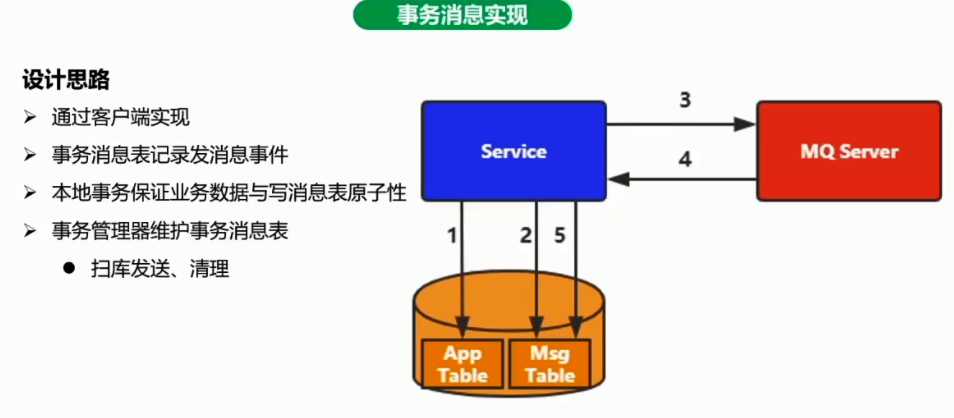 事务消息实现
设计思路
通过客户端实现
事务消息表记录发消息事件
本地事务保证业务数据与写消息表原子性
事务管理器维护事务消息表
扫库发送、清理
3
Service
MQ Server
4
1
2
5
App
Table
Msg
Table